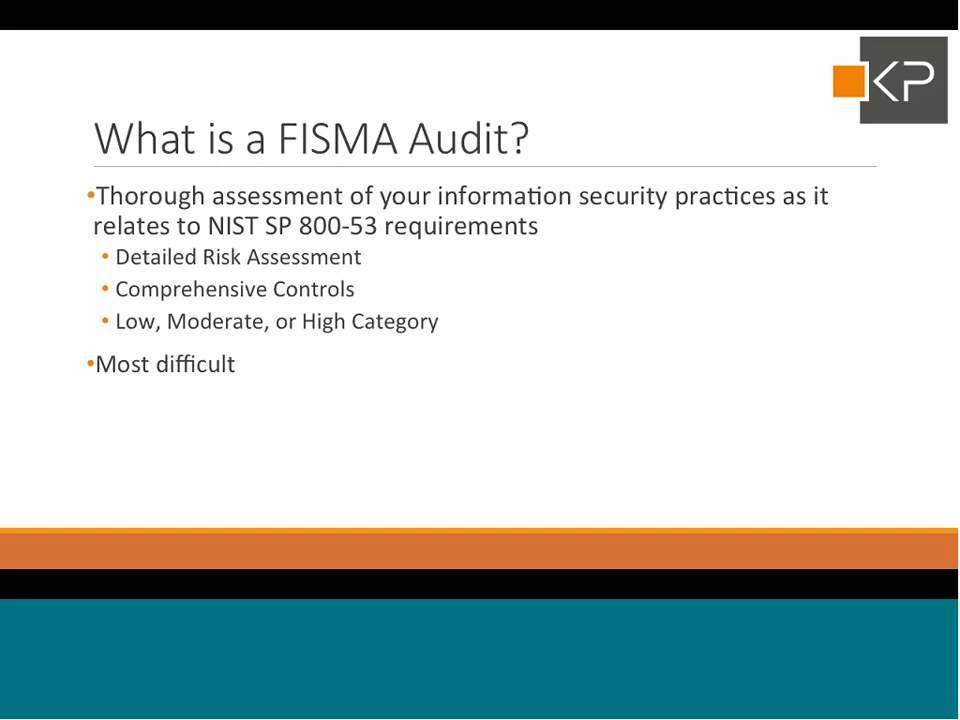 KP
What is a FISMA Audit?
•Thorough assessment of your information security practices as it
relates to NIST SP 800-53 requirements
• Detailed Risk Assessment
• Comprehensive Controls
• Low, Moderate, or High Category
•Most difficult